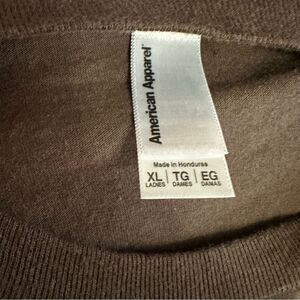 American Apparel
Made in Honduras
XL | TG | EG
LADIES | DAMES | DAMAS